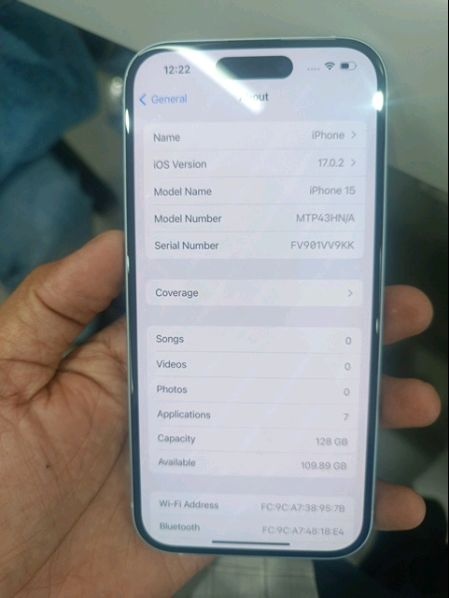 12:22
General
Name iPhone
iOS Version 17.0.2
Model Name iPhone 15
Model Number MTP43HN/A
Serial Number FV901VV9KK
Coverage
Songs 0
Videos 0
Photos 0
Applications 7
Capacity 128 GB
Available 109.89 GB
Wi-Fi Address FC:9C:A7:38:95:7B
Bluetooth FC:9C:A7:48:18:E4